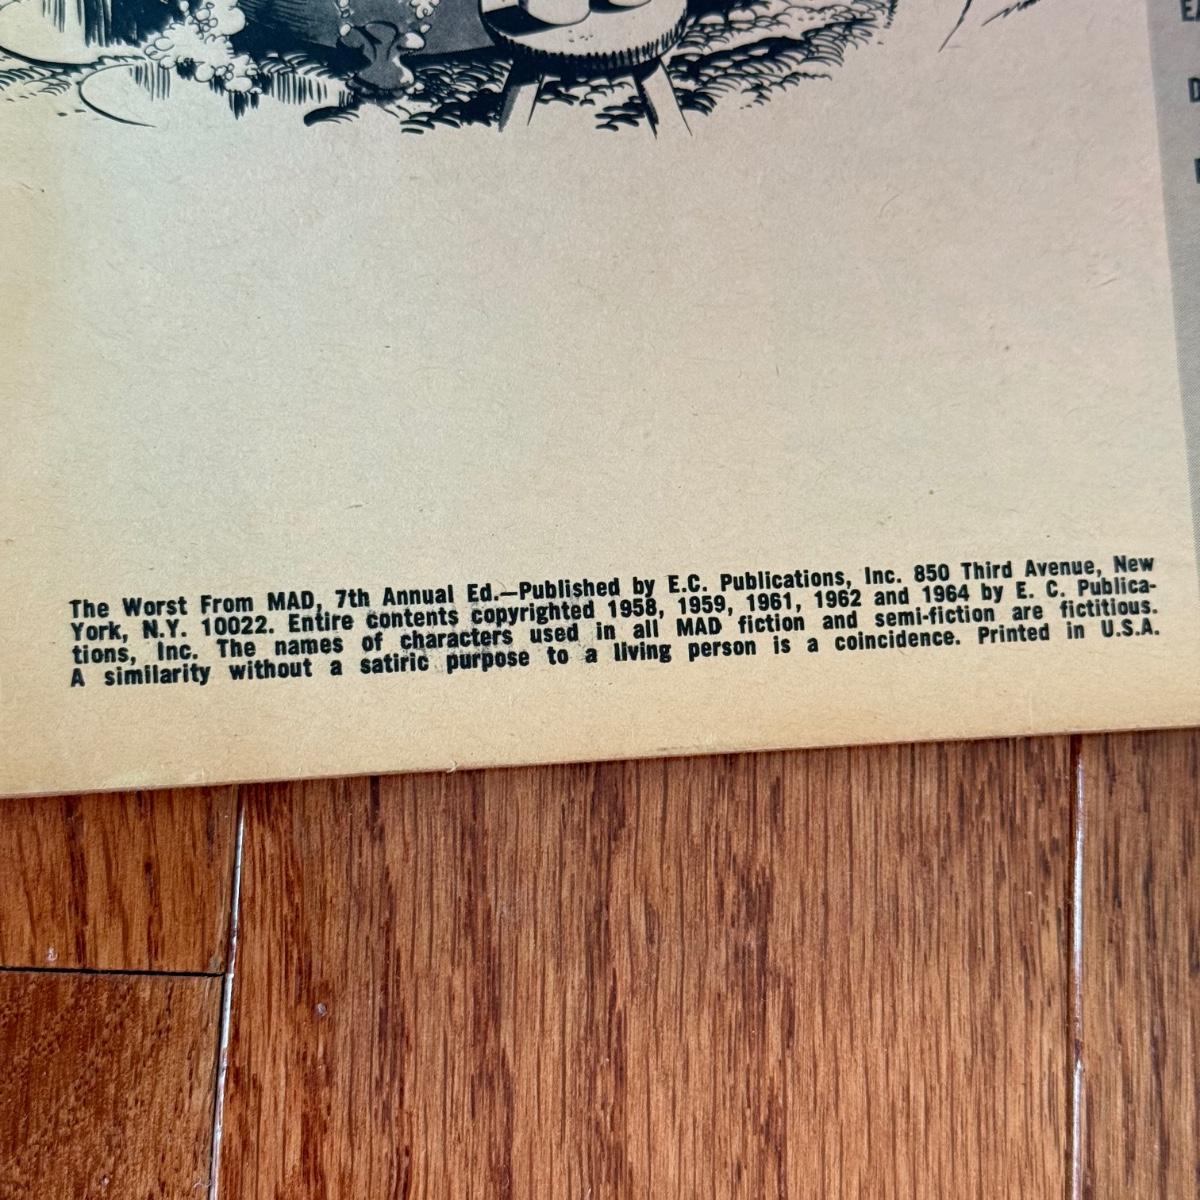 The Worst From MAD, 7th Annual Ed.—Published by E.C. Publications, Inc. 850 Third Avenue, New
York, N.Y. 10022. Entire contents copyrighted 1958, 1959, 1961, 1962 and 1964 by E. C. Publica-
tions, Inc. The names of characters used in all MAD fiction and semi-fiction are fictitious.
A similarity without a satiric purpose to a living person is a coincidence. Printed in U.S.A.